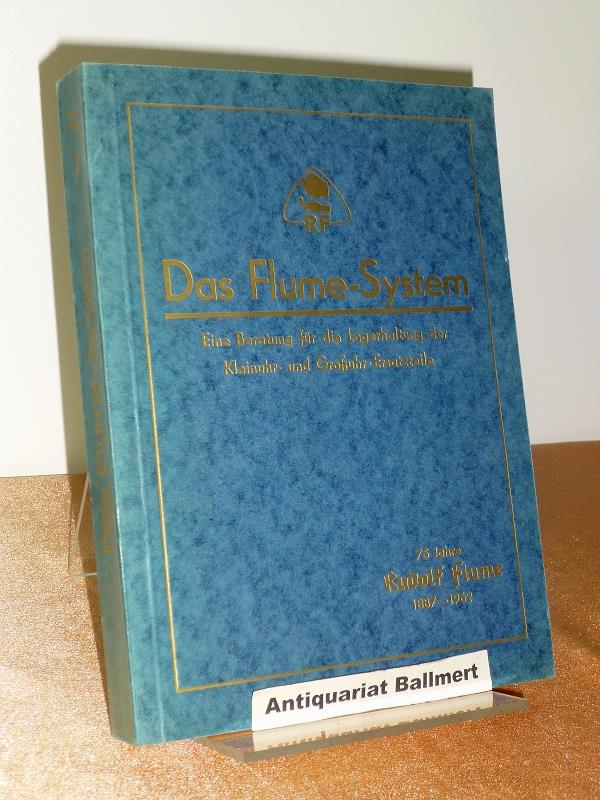 RF
Das Flume-System
Eine Beratung für die Lagerhaltung der
Kleinuhr- und Großuhr-Ersatzteile
75 Jahre
Rudolf Flume
1887–1962
Antiquariat Ballmert